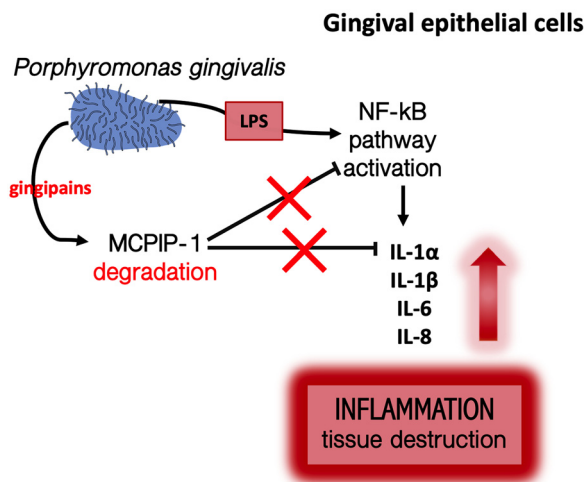 Gingival epithelial cells
Porphyromonas gingivalis
LPS
NF-kB
pathway
activation
gingipains
MCPIP-1
degradation
IL-1α
IL-1β
IL-6
IL-8
INFLAMMATION
tissue destruction